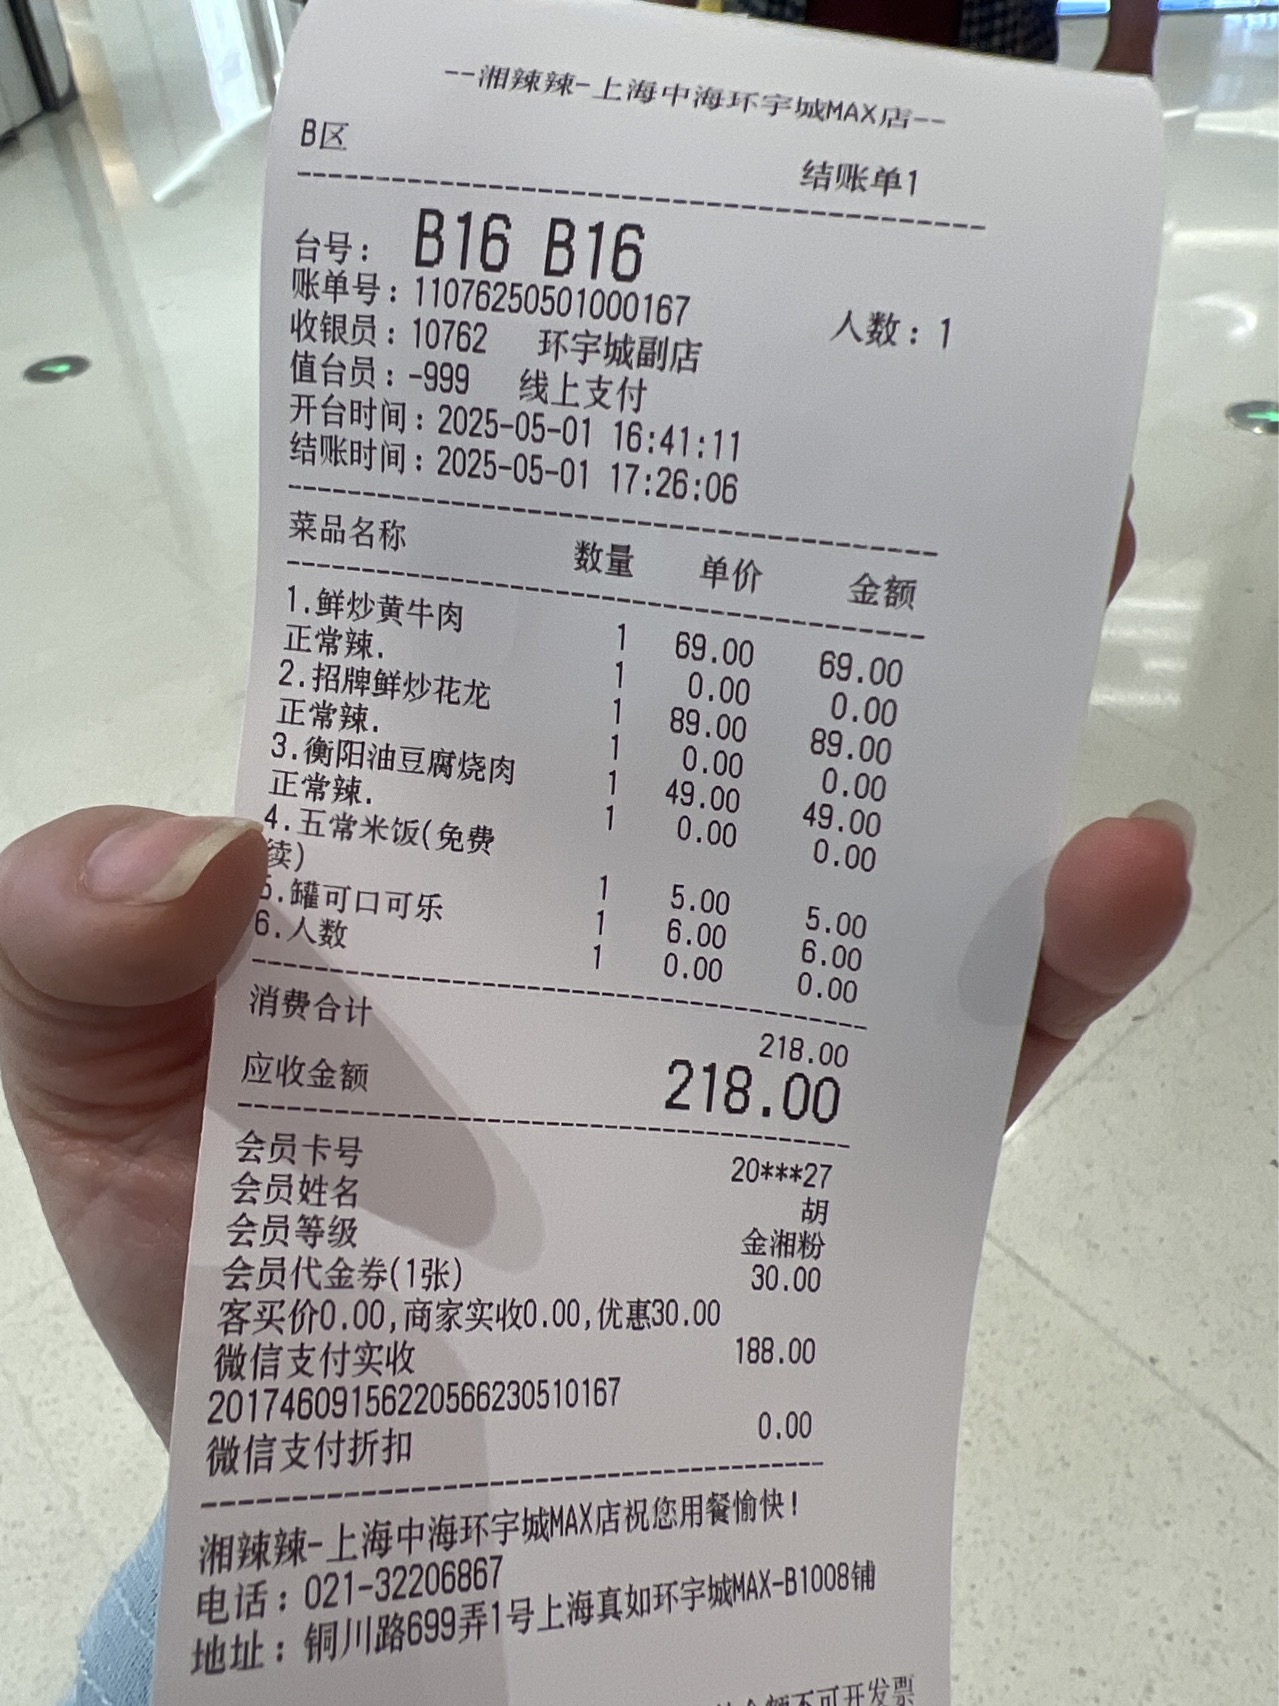 --湘辣辣-上海中海环宇城MAX店--
B区 结账单1
台号： B16 B16
账单号：11076250501000167 人数：1
收银员：10762 环宇城副店
值台员：-999 线上支付
开台时间：2025-05-01 16:41:11
结账时间：2025-05-01 17:26:06
菜品名称 数量 单价 金额
1.鲜炒黄牛肉 1 69.00 69.00
正常辣. 1 0.00 0.00
2.招牌鲜炒花龙 1 89.00 89.00
正常辣. 1 0.00 0.00
3.衡阳油豆腐烧肉 1 49.00 49.00
正常辣. 1 0.00 0.00
4.五常米饭(免费
续) 1 5.00 5.00
5.罐可口可乐 1 6.00 6.00
6.人数 1 0.00 0.00
消费合计 218.00
应收金额 218.00
会员卡号 20***27
会员姓名 胡
会员等级 金湘粉
会员代金券(1张) 30.00
客买价0.00,商家实收0.00,优惠30.00
微信支付实收 188.00
20174609156220566230510167
微信支付折扣 0.00
湘辣辣-上海中海环宇城MAX店祝您用餐愉快!
电话：021-32206867
地址：铜川路699弄1号上海真如环宇城MAX-B1008铺
金额不可开发票